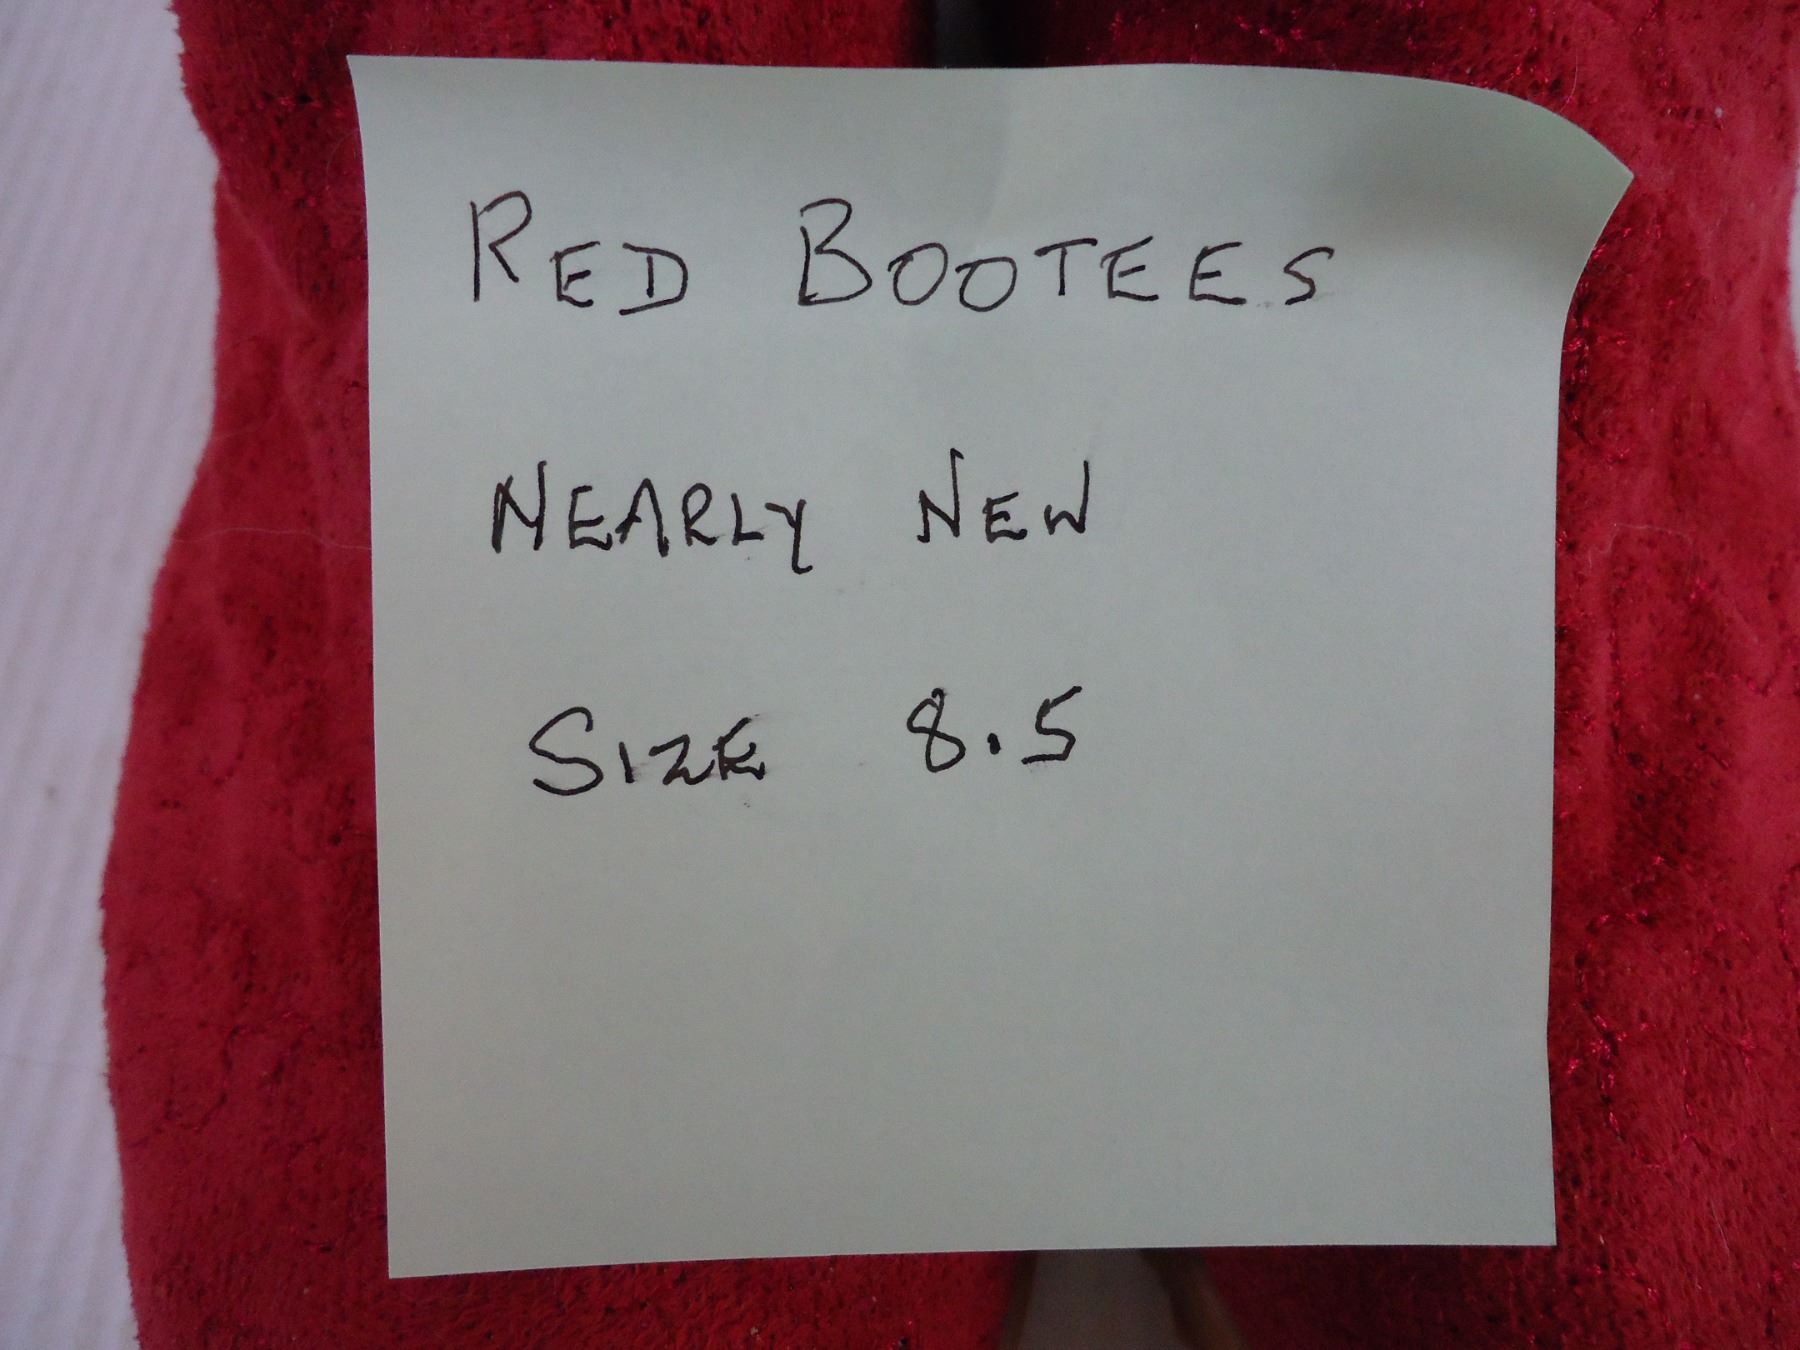 RED BOOTEES
NEARLY NEW
SIZE 8.5